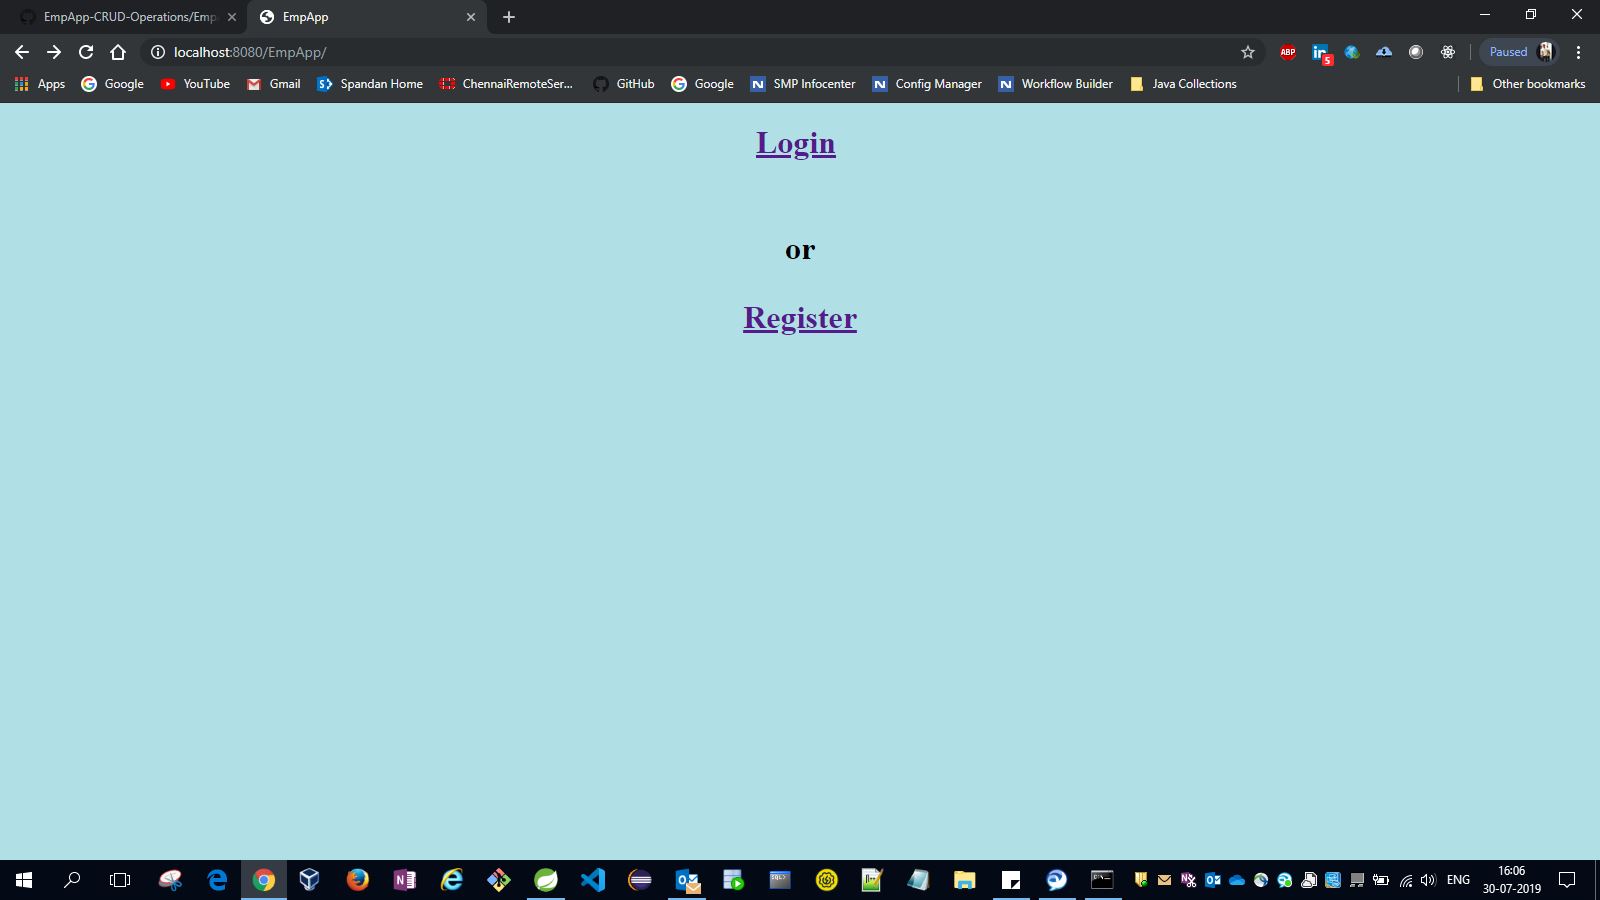 EmpApp-CRUD-Operations/Emp
EmpApp
localhost:8080/EmpApp/
ABP
in
5
Paused
Apps
Google
YouTube
Gmail
Spandan Home
ChennaiRemoteSer...
GitHub
Google
N
SMP Infocenter
N
Config Manager
N
Workflow Builder
Java Collections
Other bookmarks
Login
or
Register
ENG
16:06
30-07-2019